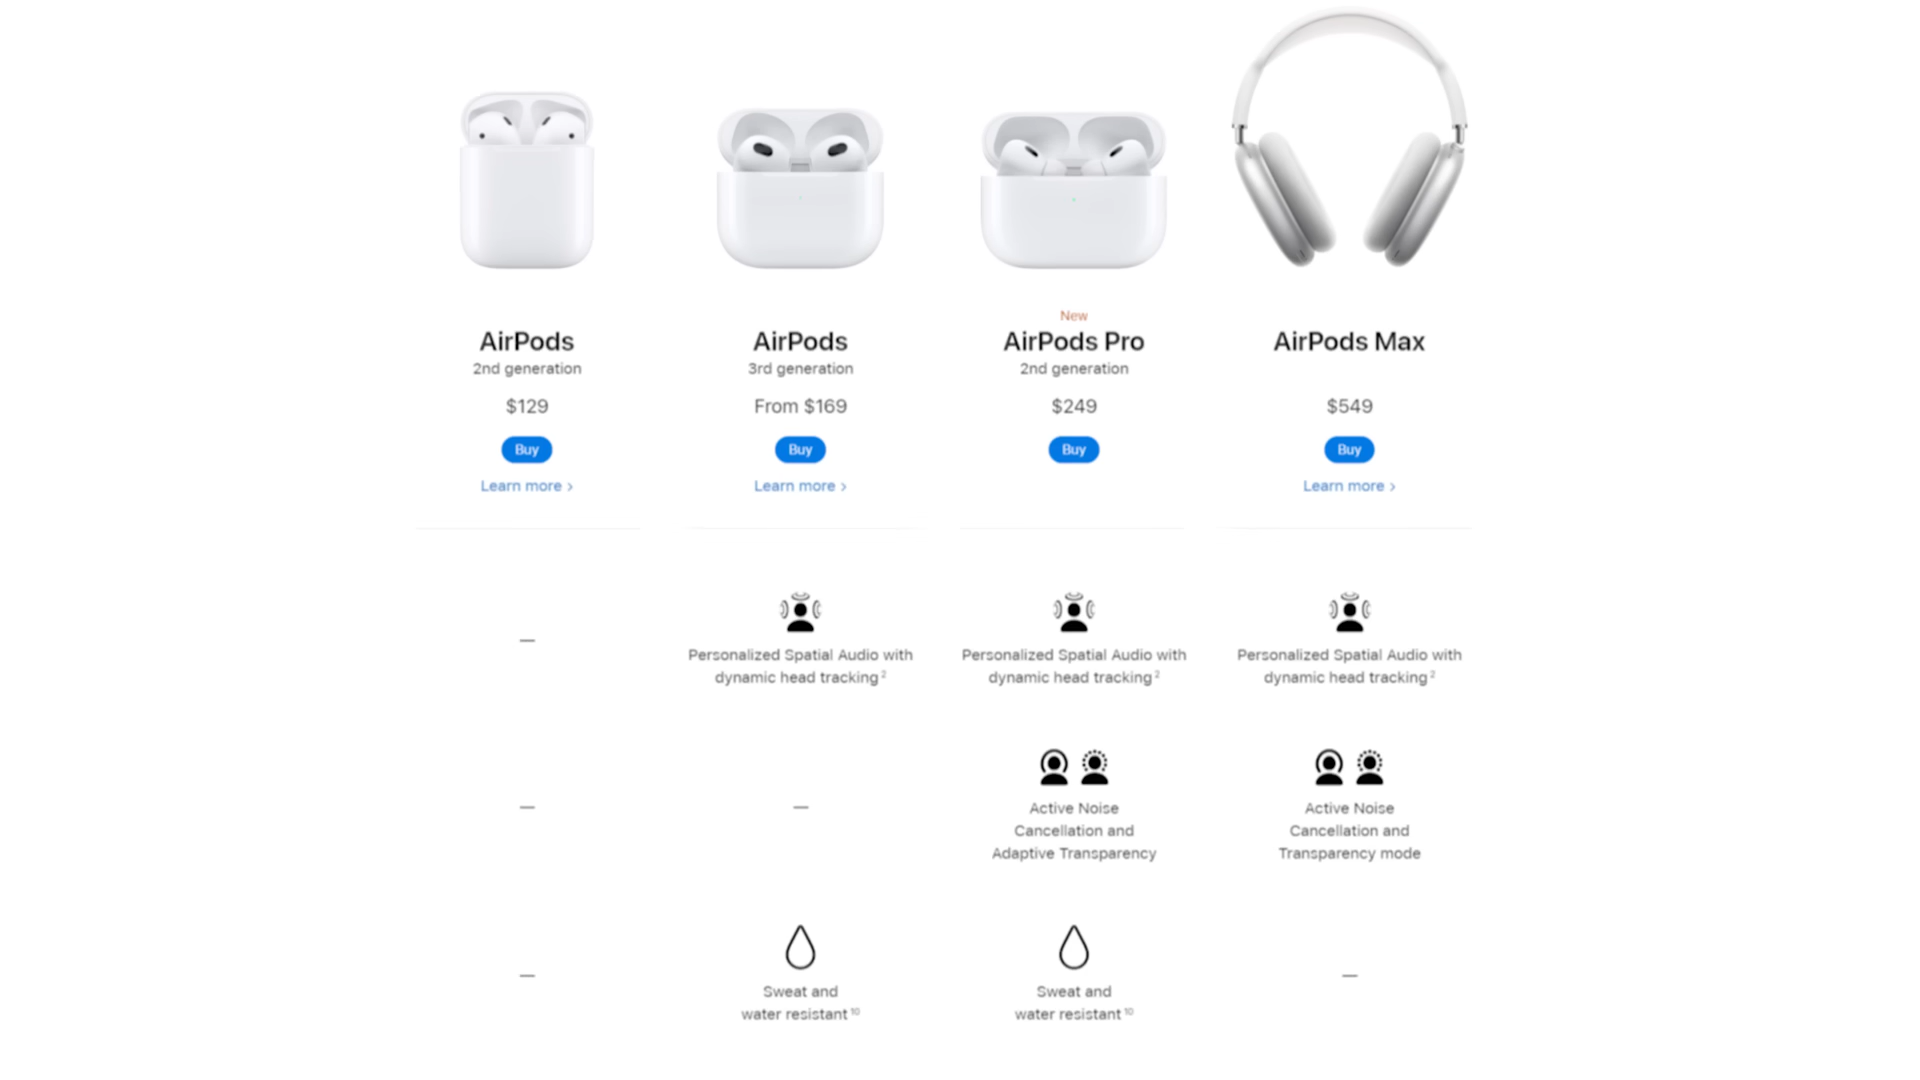 AirPods
2nd generation
$129
Buy
Learn more >
AirPods
3rd generation
From $169
Buy
Learn more >
New
AirPods Pro
2nd generation
$249
Buy
AirPods Max
$549
Buy
Learn more >
—
Personalized Spatial Audio with
dynamic head tracking 2
Personalized Spatial Audio with
dynamic head tracking 2
Personalized Spatial Audio with
dynamic head tracking 2
—
—
Active Noise
Cancellation and
Adaptive Transparency
Active Noise
Cancellation and
Transparency mode
—
Sweat and
water resistant 10
Sweat and
water resistant 10
—